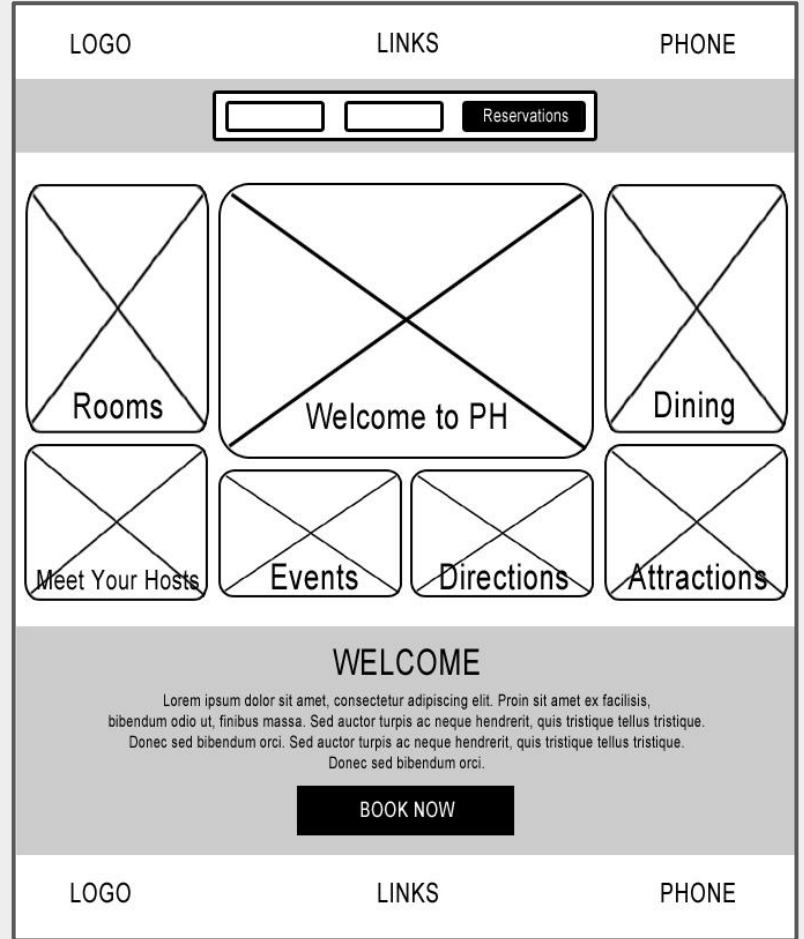 LOGO LINKS PHONE
Reservations
Rooms
Welcome to PH
Dining
Meet Your Hosts
Events
Directions
Attractions
WELCOME
Lorem ipsum dolor sit amet, consectetur adipiscing elit. Proin sit amet ex facilisis,
bibendum odio ut, finibus massa. Sed auctor turpis ac neque hendrerit, quis tristique tellus tristique.
Donec sed bibendum orci. Sed auctor turpis ac neque hendrerit, quis tristique tellus tristique.
Donec sed bibendum orci.
BOOK NOW
LOGO LINKS PHONE